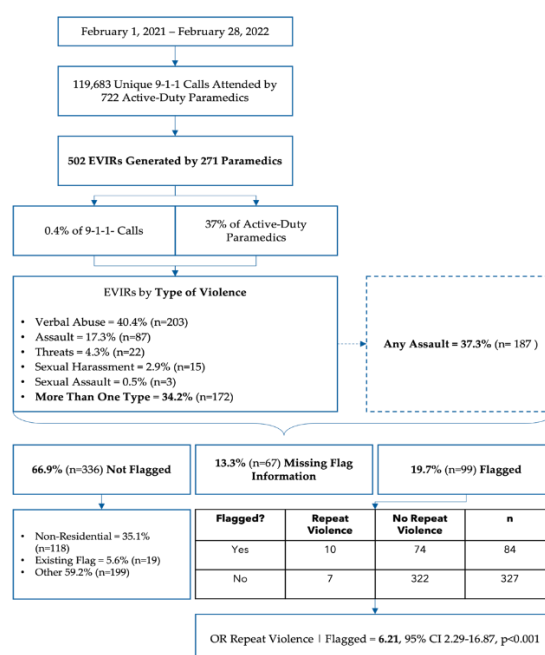 February 1, 2021 – February 28, 2022
119,683 Unique 9-1-1 Calls Attended by
722 Active-Duty Paramedics
502 EVIRs Generated by 271 Paramedics
0.4% of 9-1-1- Calls
37% of Active-Duty
Paramedics
EVIRs by Type of Violence
• Verbal Abuse = 40.4% (n=203)
• Assault = 17.3% (n=87)
• Threats = 4.3% (n=22)
• Sexual Harassment = 2.9% (n=15)
• Sexual Assault = 0.5% (n=3)
• More Than One Type = 34.2% (n=172)
Any Assault = 37.3% (n= 187 )
66.9% (n=336) Not Flagged
13.3% (n=67) Missing Flag
Information
19.7% (n=99) Flagged
• Non-Residential = 35.1%
(n=118)
• Existing Flag = 5.6% (n=19)
• Other 59.2% (n=199)
Flagged? Repeat Violence No Repeat Violence n
Yes 10 74 84
No 7 322 327
OR Repeat Violence | Flagged = 6.21, 95% CI 2.29-16.87, p<0.001